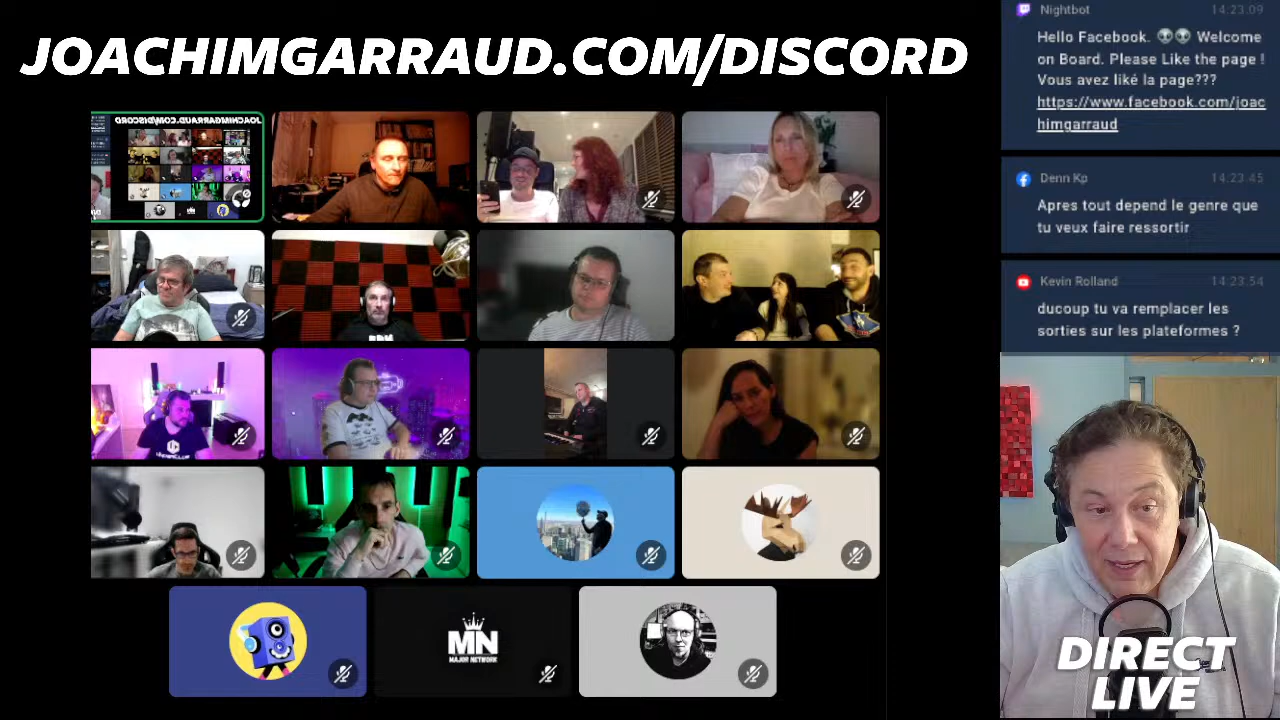 JOACHIMGARRAUD.COM/DISCORD
MN
MAJOR NETWORK
Nightbot 14:23.09
Hello Facebook. 👽👽 Welcome
on Board. Please Like the page !
Vous avez liké la page???
https://www.facebook.com/joac
himgarraud
Denn Kp 14:23.45
Apres tout depend le genre que
tu veux faire ressortir
Kevin Rolland 14:23.54
ducoup tu va remplacer les
sorties sur les plateformes ?
DIRECT
LIVE